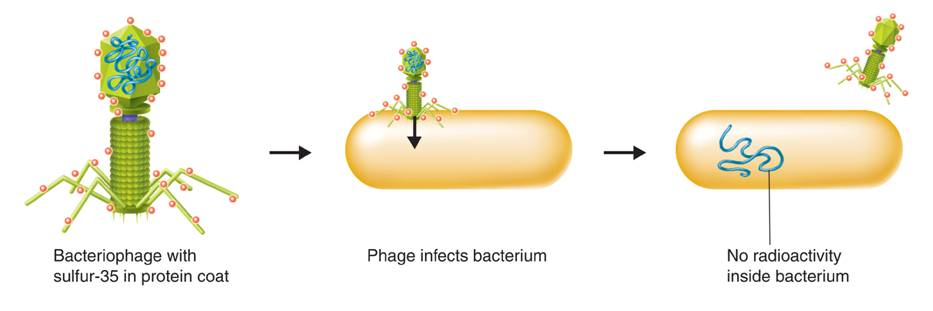 Bacteriophage with
sulfur-35 in protein coat
Phage infects bacterium
No radioactivity
inside bacterium